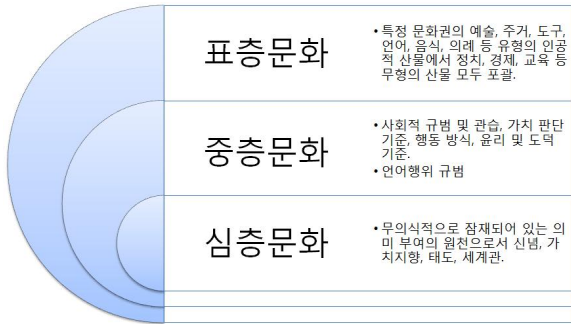 표층문화
• 특정 문화권의 예술, 주거, 도구,
언어, 음식, 의례 등 유형의 인공
적 산물에서 정치, 경제, 교육 등
무형의 산물 모두 포괄.
중층문화
• 사회적 규범 및 관습, 가치 판단
기준, 행동 방식, 윤리 및 도덕
기준.
• 언어행위 규범
심층문화
• 무의식적으로 잠재되어 있는 의
미 부여의 원천으로서 신념, 가
치지향, 태도, 세계관.